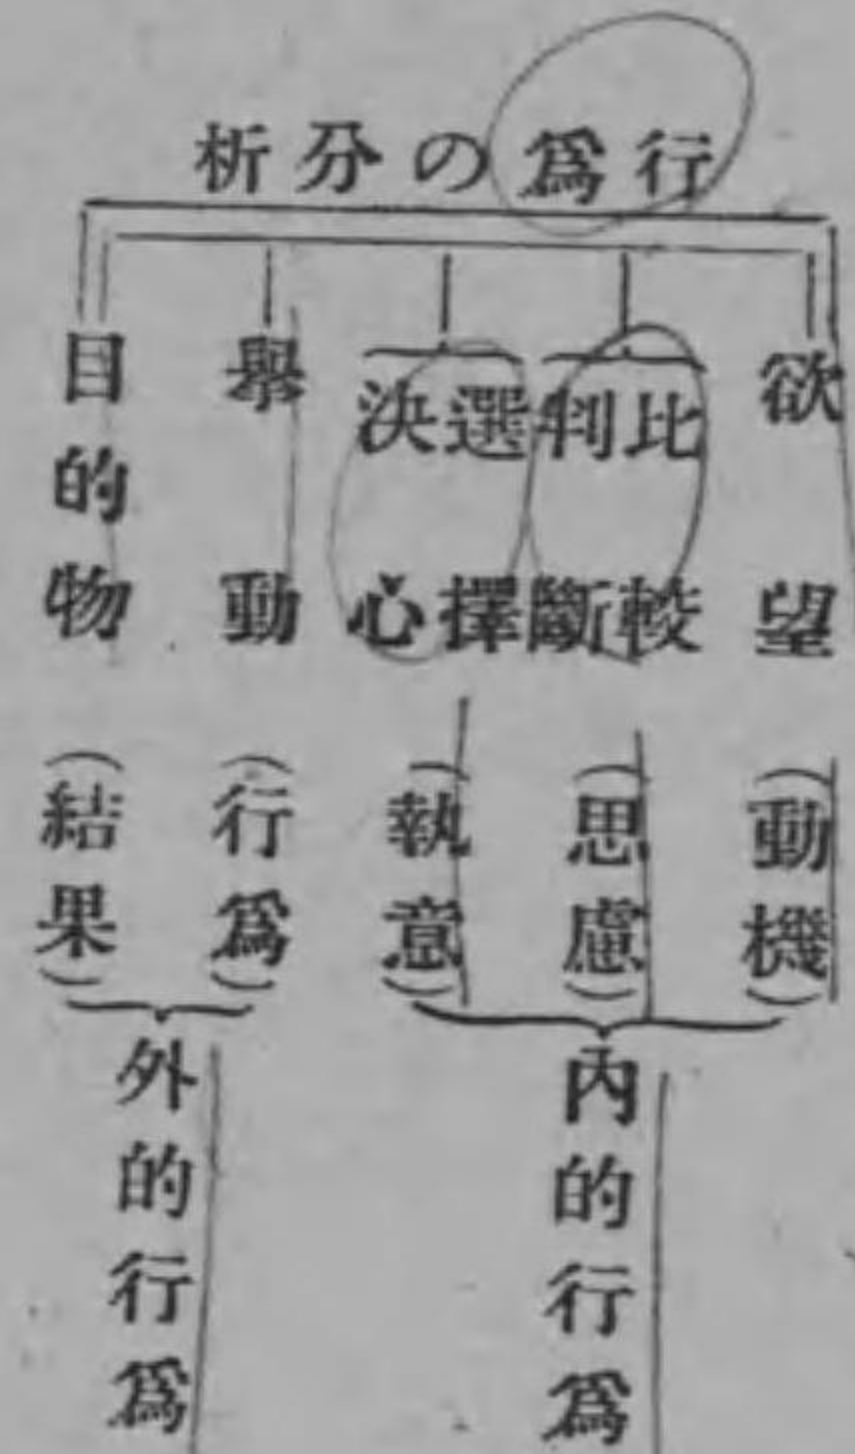 行爲の分析
欲望（動機）
比較
判斷
（思慮）
選擇
決心
（執意）
內的行爲
擧動（行爲）
目的物（結果）
外的行爲